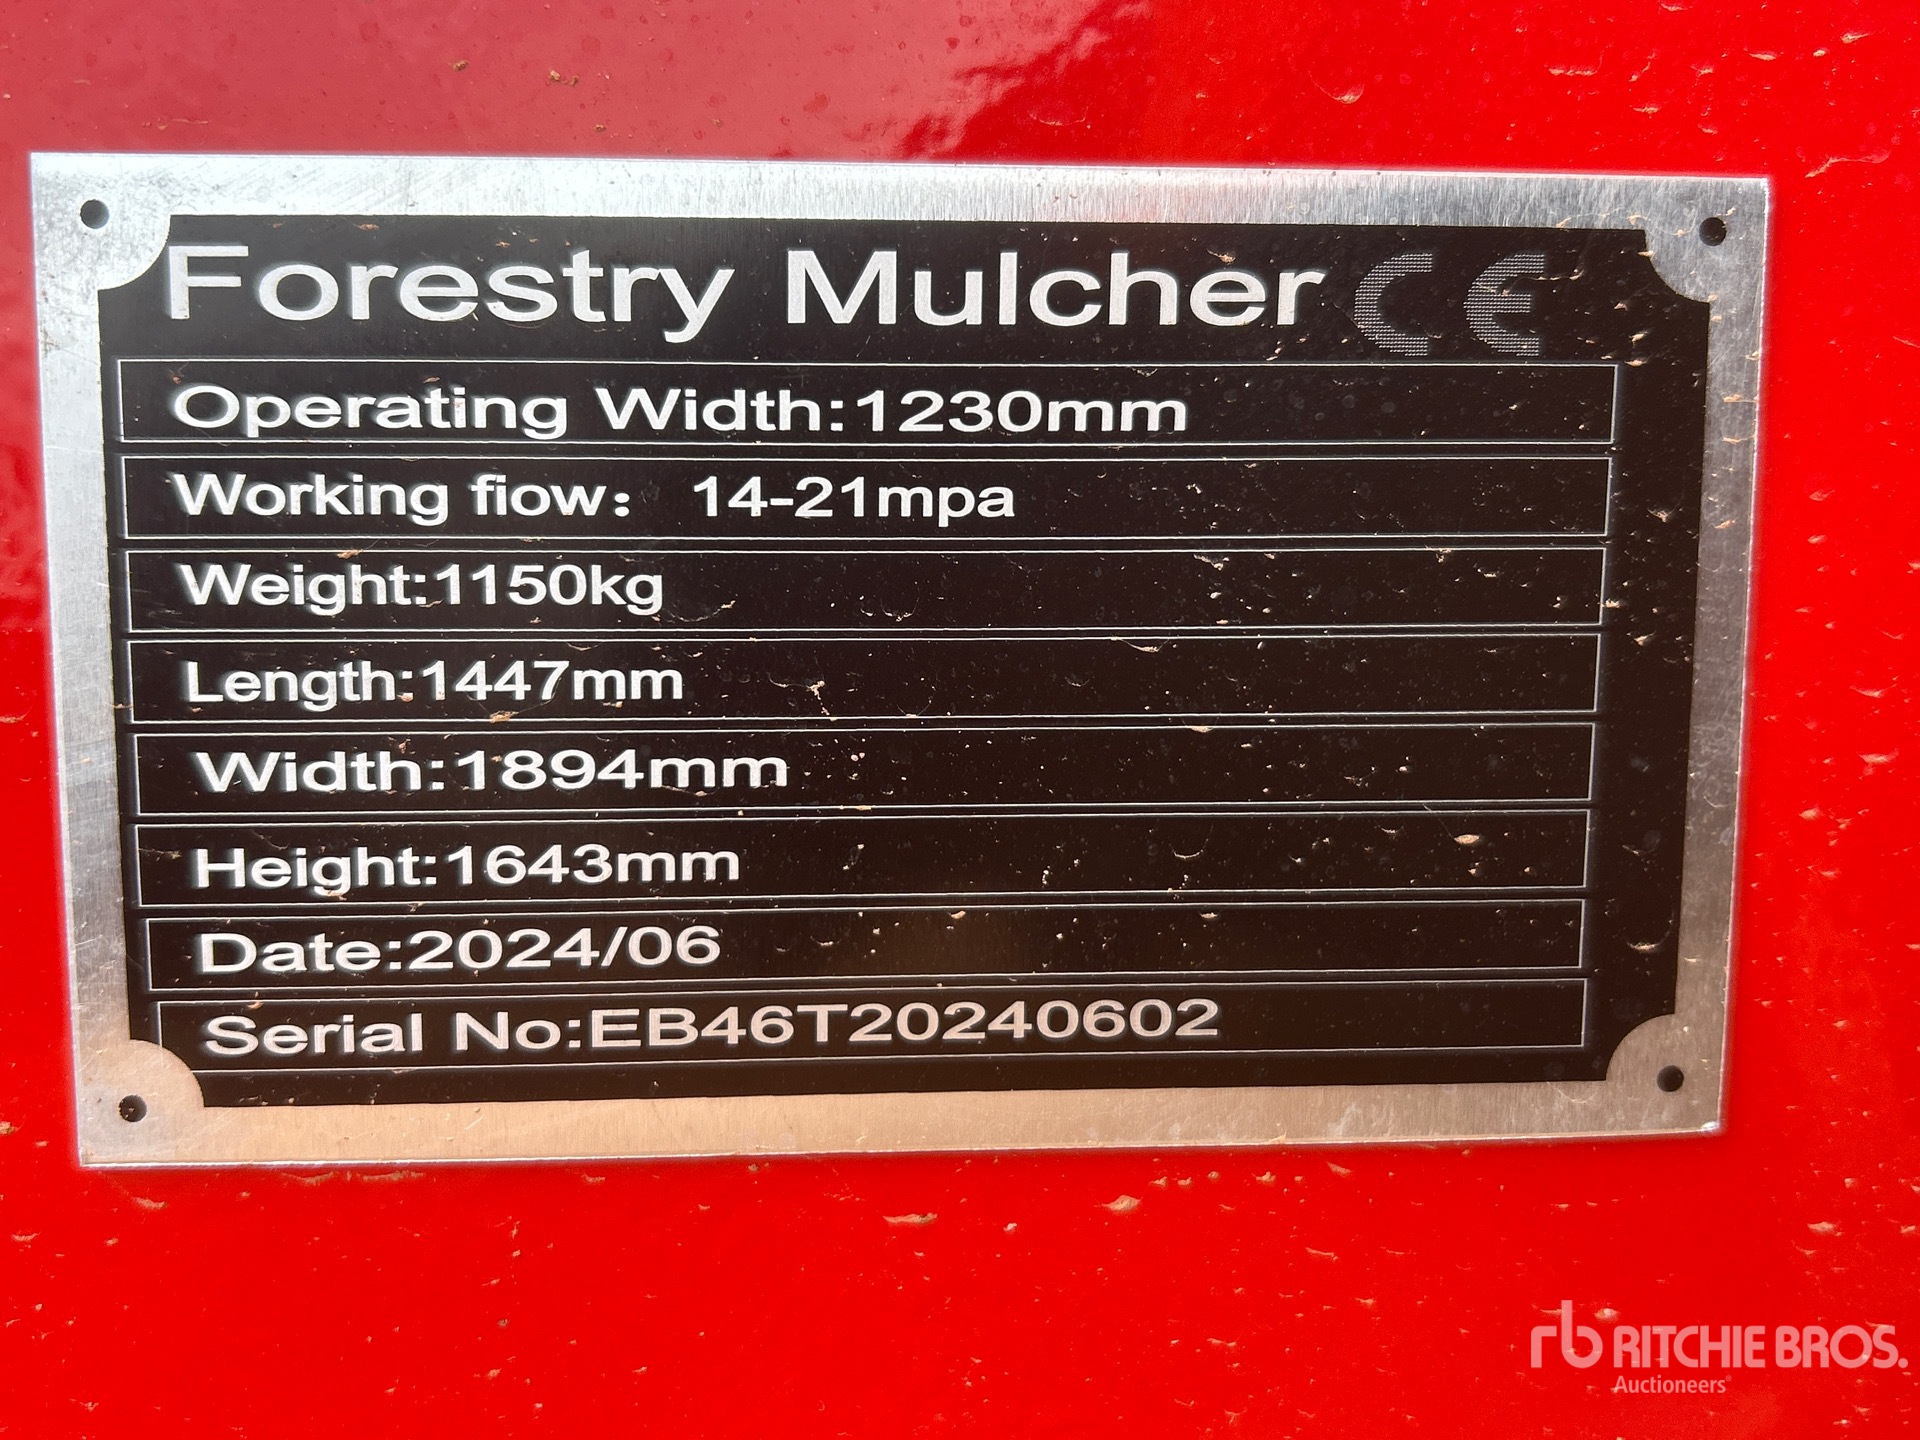 Forestry Mulcher CE
Operating Width:1230mm
Working fiow： 14-21mpa
Weight:1150kg
Length:1447mm
Width:1894mm
Height:1643mm
Date:2024/06
Serial No:EB46T20240602
rb RITCHIE BROS.
Auctioneers